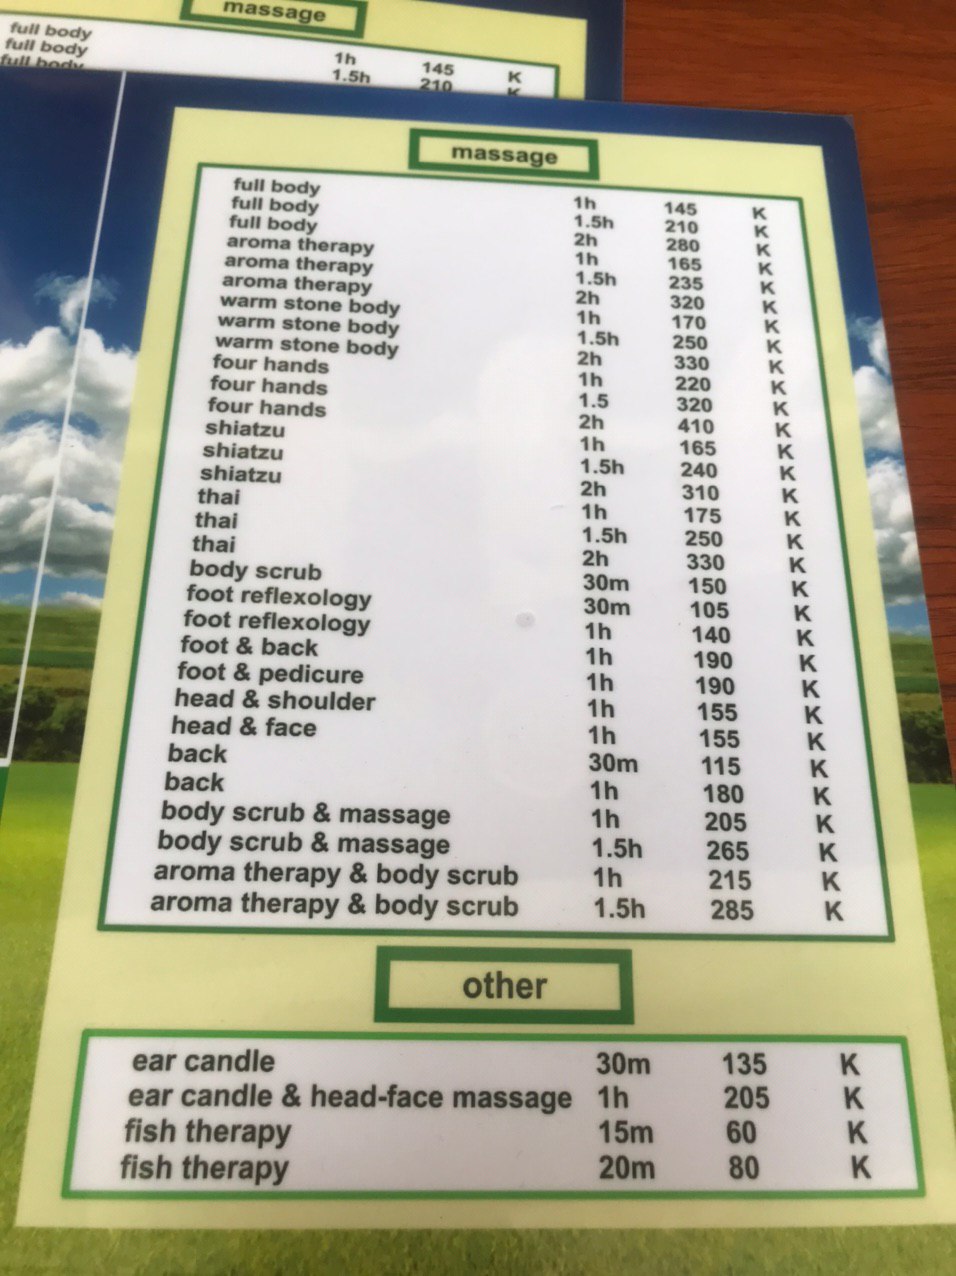 massage
full body 1h 145 K
full body 1.5h 210 K
full body
massage
full body 1h 145 K
full body 1.5h 210 K
full body 2h 280 K
aroma therapy 1h 165 K
aroma therapy 1.5h 235 K
aroma therapy 2h 320 K
warm stone body 1h 170 K
warm stone body 1.5h 250 K
warm stone body 2h 330 K
four hands 1h 220 K
four hands 1.5 320 K
four hands 2h 410 K
shiatzu 1h 165 K
shiatzu 1.5h 240 K
shiatzu 2h 310 K
thai 1h 175 K
thai 1.5h 250 K
thai 2h 330 K
body scrub 30m 150 K
foot reflexology 30m 105 K
foot reflexology 1h 140 K
foot & back 1h 190 K
foot & pedicure 1h 190 K
head & shoulder 1h 155 K
head & face 1h 155 K
back 30m 115 K
back 1h 180 K
body scrub & massage 1h 205 K
body scrub & massage 1.5h 265 K
aroma therapy & body scrub 1h 215 K
aroma therapy & body scrub 1.5h 285 K
other
ear candle 30m 135 K
ear candle & head-face massage 1h 205 K
fish therapy 15m 60 K
fish therapy 20m 80 K